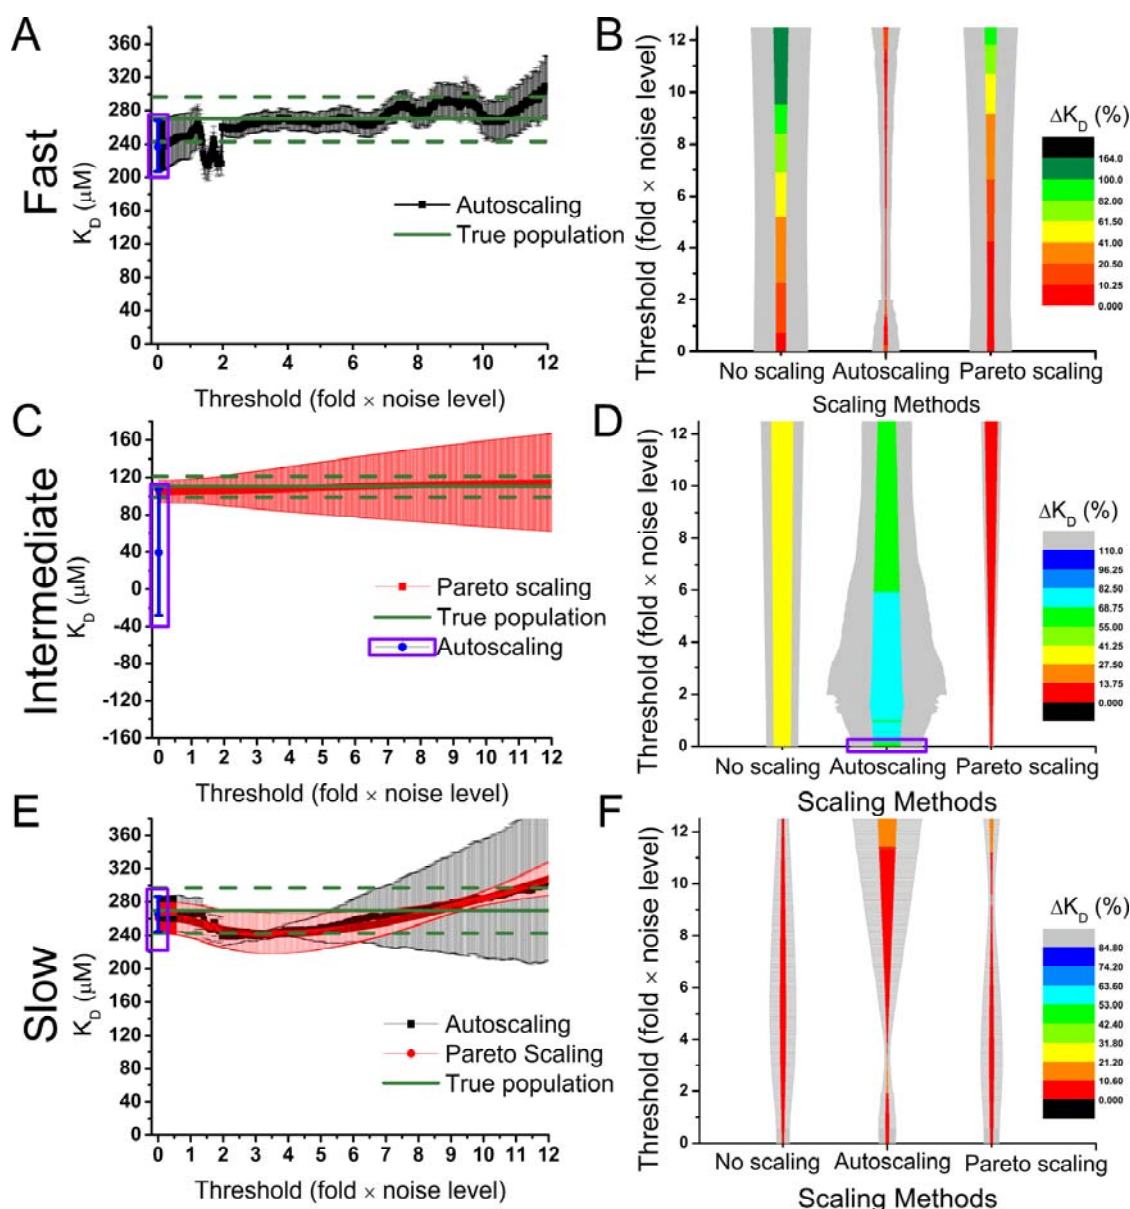 A
Fast
K_D (μM)
360
320
280
240
200
160
120
80
40
0
0 2 4 6 8 10 12
Autoscaling
True population
Threshold (fold × noise level)
B
Threshold (fold × noise level)
12
10
8
6
4
2
0
No scaling Autoscaling Pareto scaling
Scaling Methods
ΔK_D (%)
164.0
100.0
82.00
61.50
41.00
20.50
10.25
0.000
C
Intermediate
K_D (μM)
160
120
80
40
0
-40
-80
-120
-160
0 1 2 3 4 5 6 7 8 9 10 11 12
Pareto scaling
True population
Autoscaling
Threshold (fold × noise level)
D
Threshold (fold × noise level)
12
10
8
6
4
2
0
No scaling Autoscaling Pareto scaling
Scaling Methods
ΔK_D (%)
110.0
96.25
82.50
68.75
55.00
41.25
27.50
13.75
0.000
E
Slow
K_D (μM)
360
320
280
240
200
160
120
80
40
0
0 1 2 3 4 5 6 7 8 9 10 11 12
Autoscaling
Pareto Scaling
True population
Threshold (fold × noise level)
F
Threshold (fold × noise level)
12
10
8
6
4
2
0
No scaling Autoscaling Pareto scaling
Scaling Methods
ΔK_D (%)
84.80
74.20
63.60
53.00
42.40
31.80
21.20
10.60
0.000